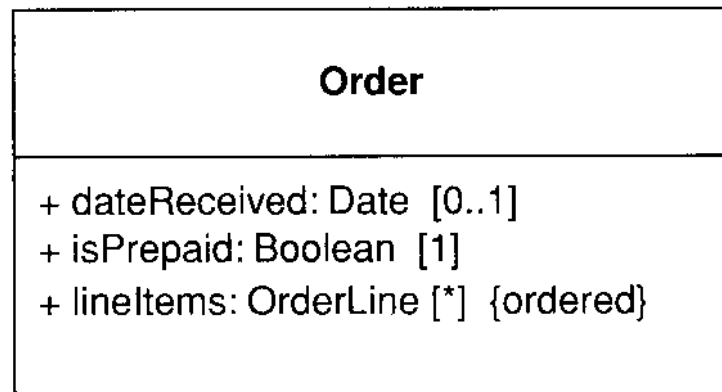 Order
+ dateReceived: Date [0..1]
+ isPrepaid: Boolean [1]
+ lineItems: OrderLine [*] {ordered}